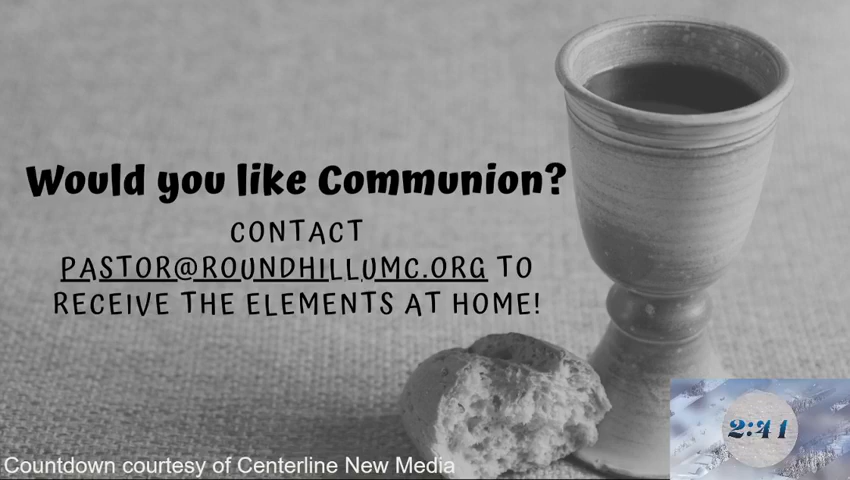 Would you like Communion?
CONTACT
PASTOR@ROUNDHILLUMC.ORG TO
RECEIVE THE ELEMENTS AT HOME!
2:41
Countdown courtesy of Centerline New Media